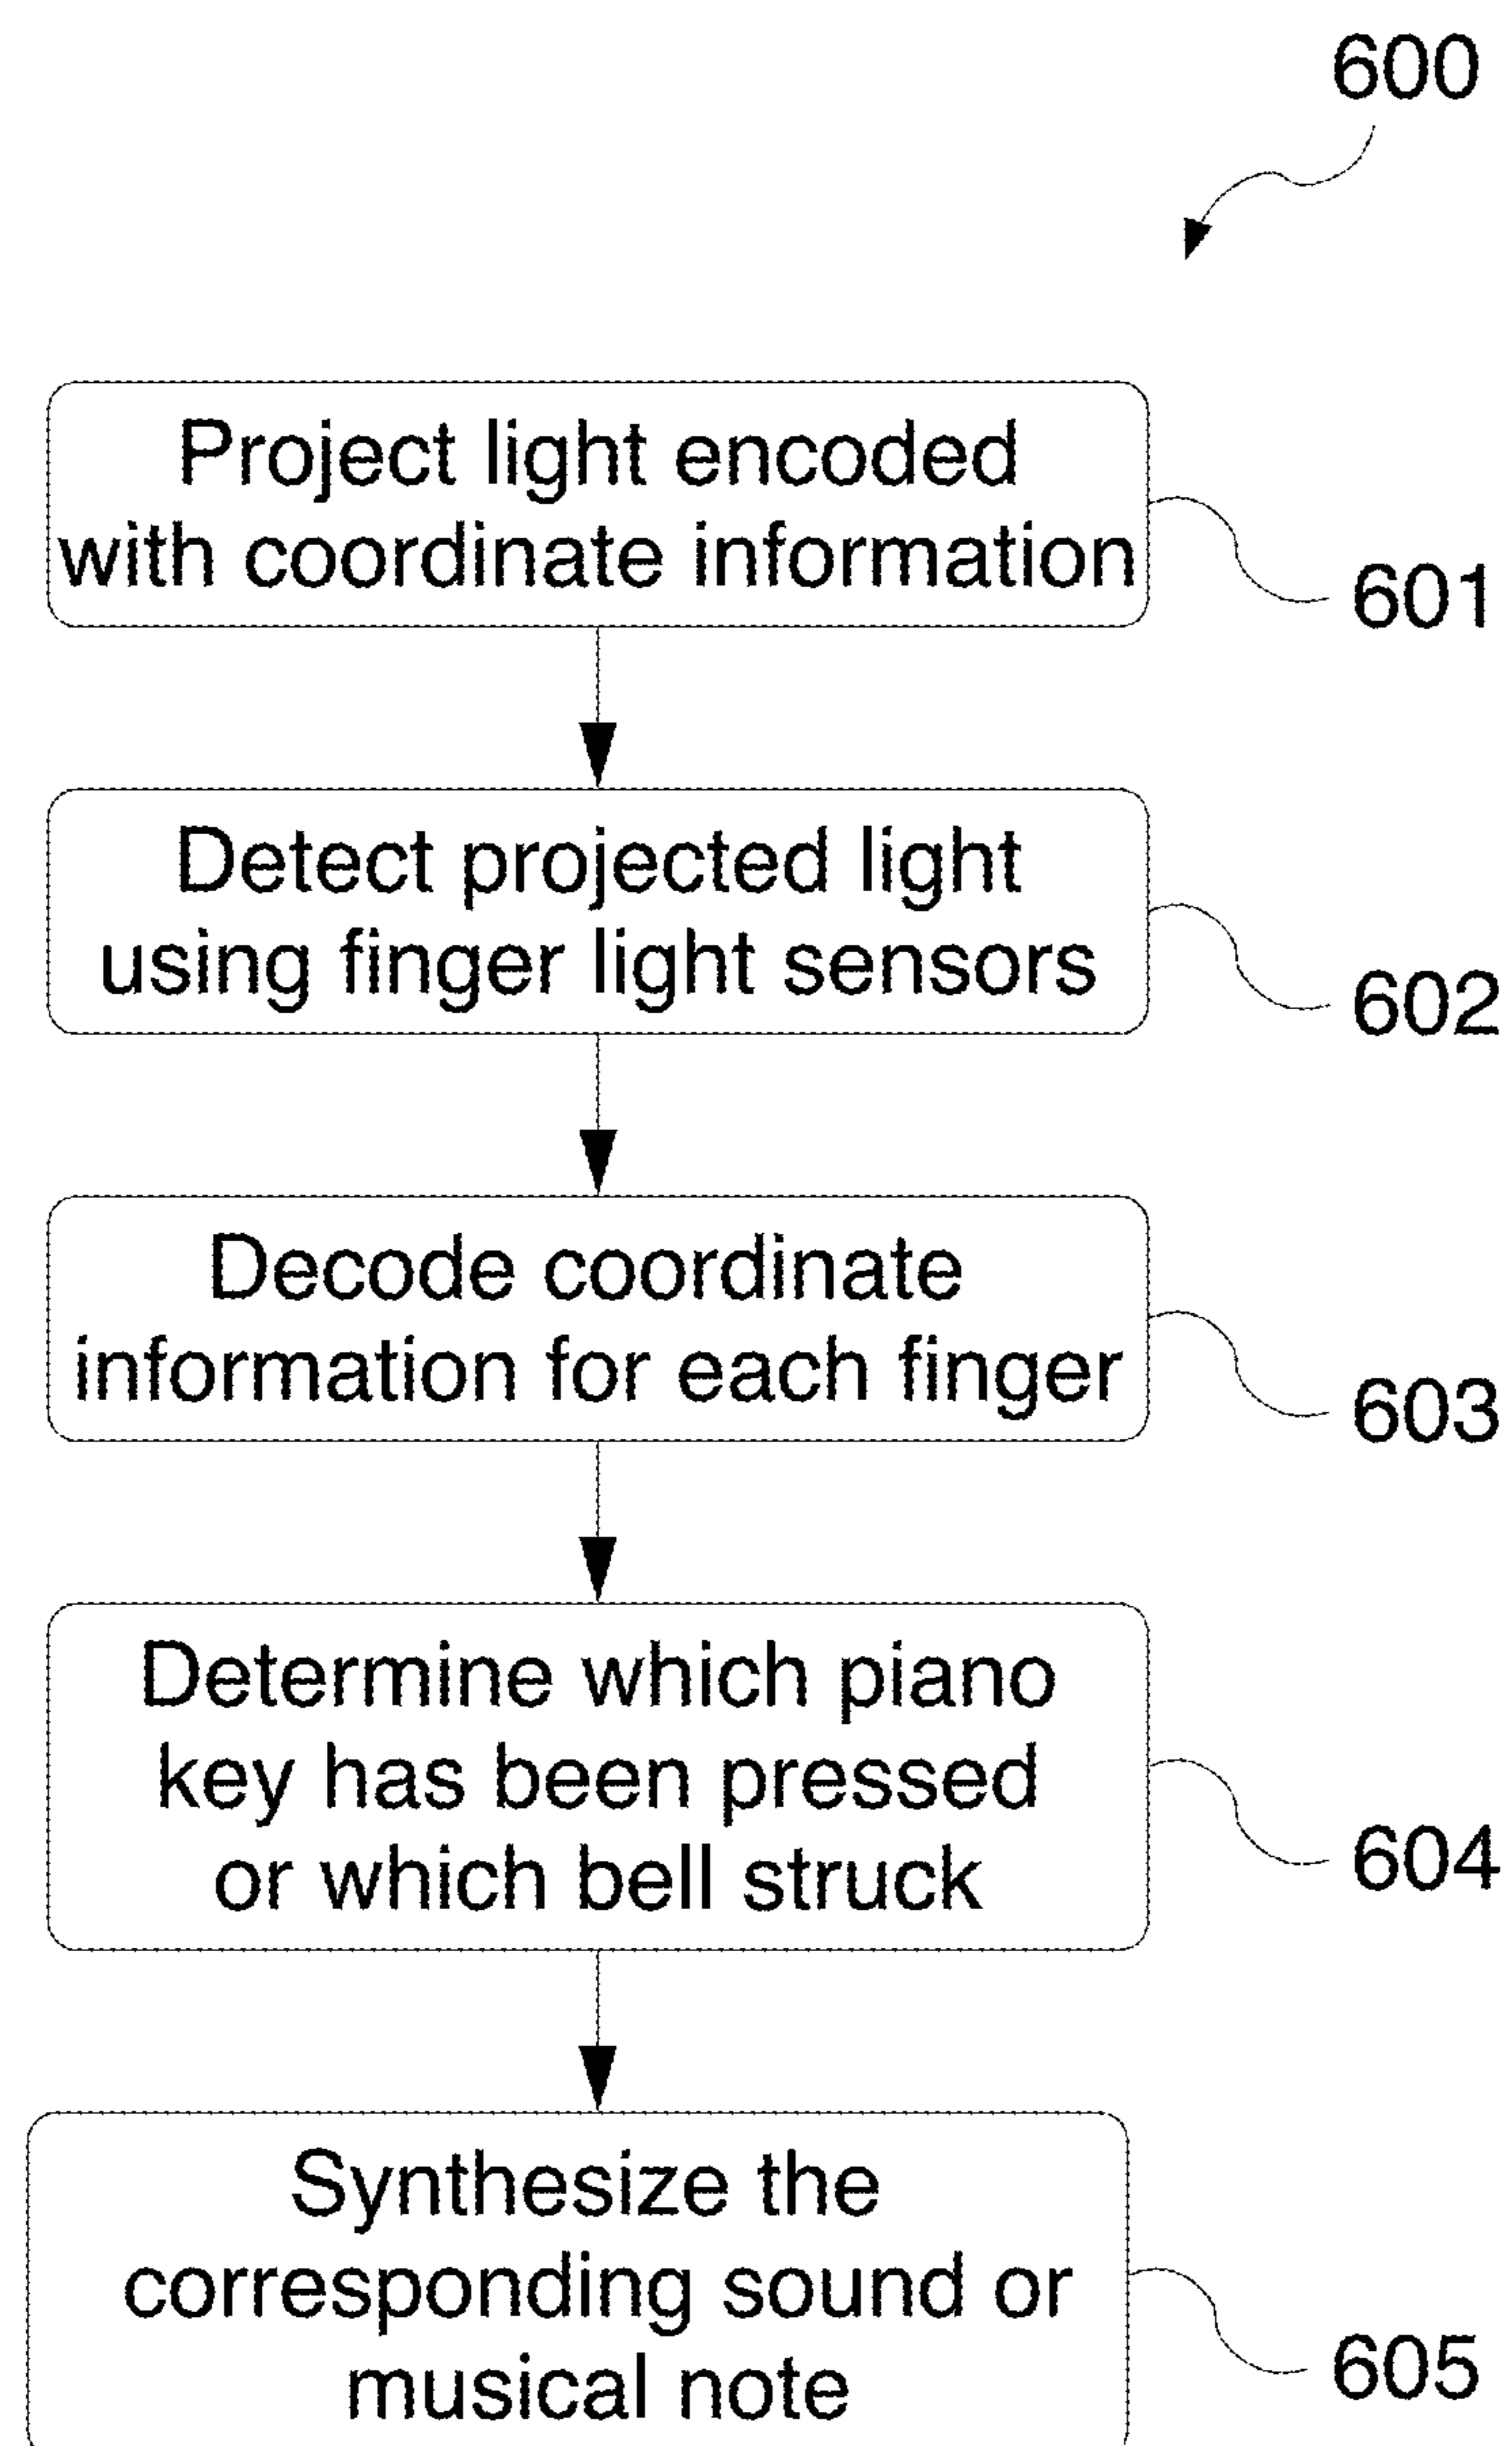 600
Project light encoded
with coordinate information
601
Detect projected light
using finger light sensors
602
Decode coordinate
information for each finger
603
Determine which piano
key has been pressed
or which bell struck
604
Synthesize the
corresponding sound or
musical note
605